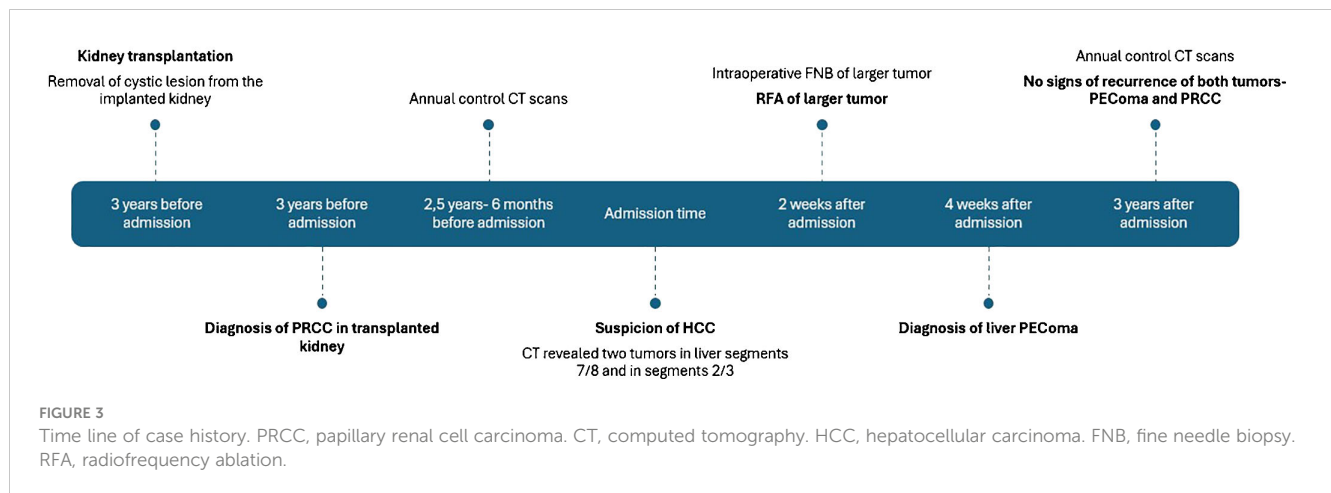 Kidney transplantation
Removal of cystic lesion from the
implanted kidney
Annual control CT scans
Intraoperative FNB of larger tumor
RFA of larger tumor
Annual control CT scans
No signs of recurrence of both tumors-
PEComa and PRCC
3 years before
admission
3 years before
admission
2,5 years- 6 months
before admission
Admission time
2 weeks after
admission
4 weeks after
admission
3 years after
admission
Diagnosis of PRCC in transplanted
kidney
Suspicion of HCC
CT revealed two tumors in liver segments
7/8 and in segments 2/3
Diagnosis of liver PEComa
FIGURE 3
Time line of case history. PRCC, papillary renal cell carcinoma. CT, computed tomography. HCC, hepatocellular carcinoma. FNB, fine needle biopsy.
RFA, radiofrequency ablation.